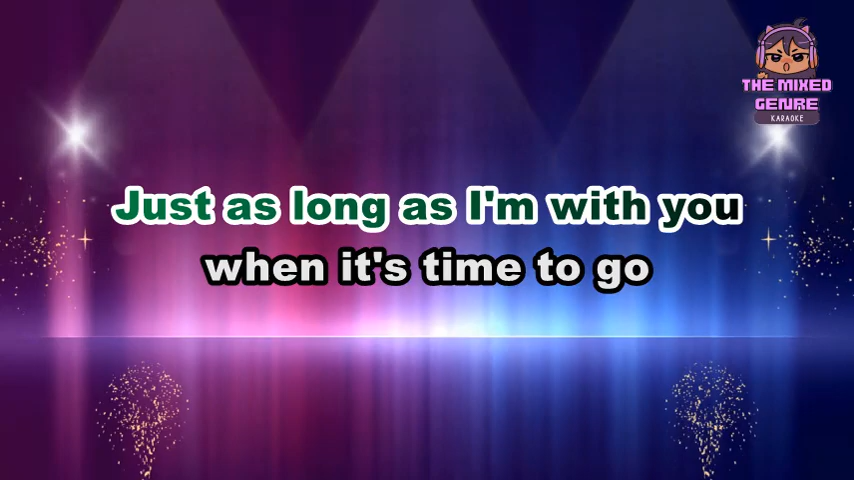 THE MIXED
GENRE
KARAOKE
Just as long as I'm with you
when it's time to go